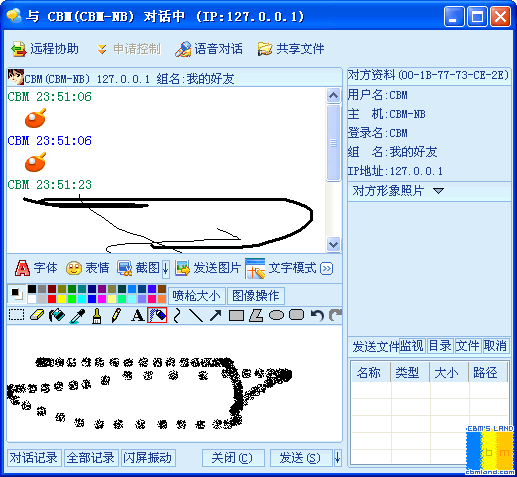 与 CBM(CBM-NB) 对话中 (IP:127.0.0.1)
远程协助 申请控制 语音对话 共享文件
CBM(CBM-NB) 127.0.0.1 组名:我的好友
CBM 23:51:06
CBM 23:51:06
CBM 23:51:23
字体 表情 截图 发送图片 文字模式
喷枪大小 图像操作
A
对话记录 全部记录 闪屏振动 关闭(C) 发送(S)
对方资料(00-1B-77-73-CE-2E)
用户名:CBM
主 机:CBM-NB
登录名:CBM
组 名:我的好友
IP地址:127.0.0.1
对方形象照片
发送文件 监视 目录 文件 取消
名称 类型 大小 路径
CBM'S LAND
cbm
cbmland.com